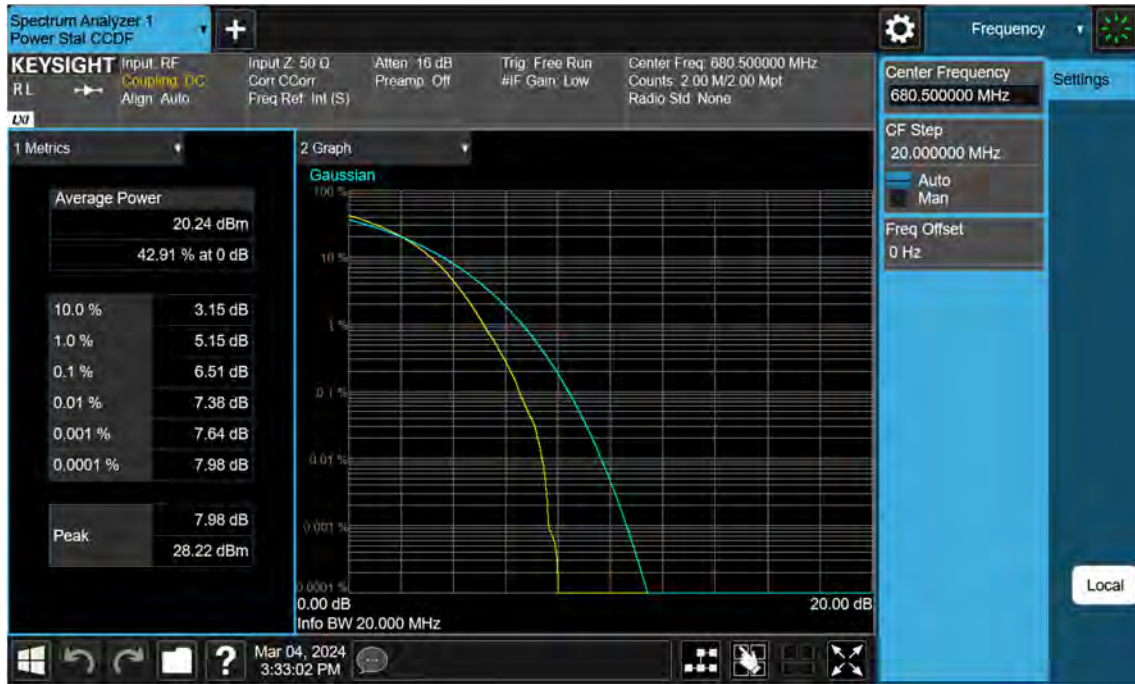 Spectrum Analyzer 1
Power Stat CCDF
+
Frequency
KEYSIGHT
RL
LXI
Input: RF
Coupling: DC
Align: Auto
Input Z: 50 Ω
Corr CCorr
Freq Ref: Int (S)
Atten: 16 dB
Preamp: Off
Trig: Free Run
#IF Gain: Low
Center Freq: 680.500000 MHz
Counts: 2.00 M/2.00 Mpt
Radio Std: None
Center Frequency
680.500000 MHz
Settings
CF Step
20.000000 MHz
Auto
Man
Freq Offset
0 Hz
1 Metrics
Average Power
20.24 dBm
42.91 % at 0 dB
10.0 % 3.15 dB
1.0 % 5.15 dB
0.1 % 6.51 dB
0.01 % 7.38 dB
0.001 % 7.64 dB
0.0001 % 7.98 dB
Peak
7.98 dB
28.22 dBm
2 Graph
Gaussian
100 %
10 %
1 %
0.1 %
0.01 %
0.001 %
0.0001 %
0.00 dB 20.00 dB
Info BW 20.000 MHz
Local
?
Mar 04, 2024
3:33:02 PM